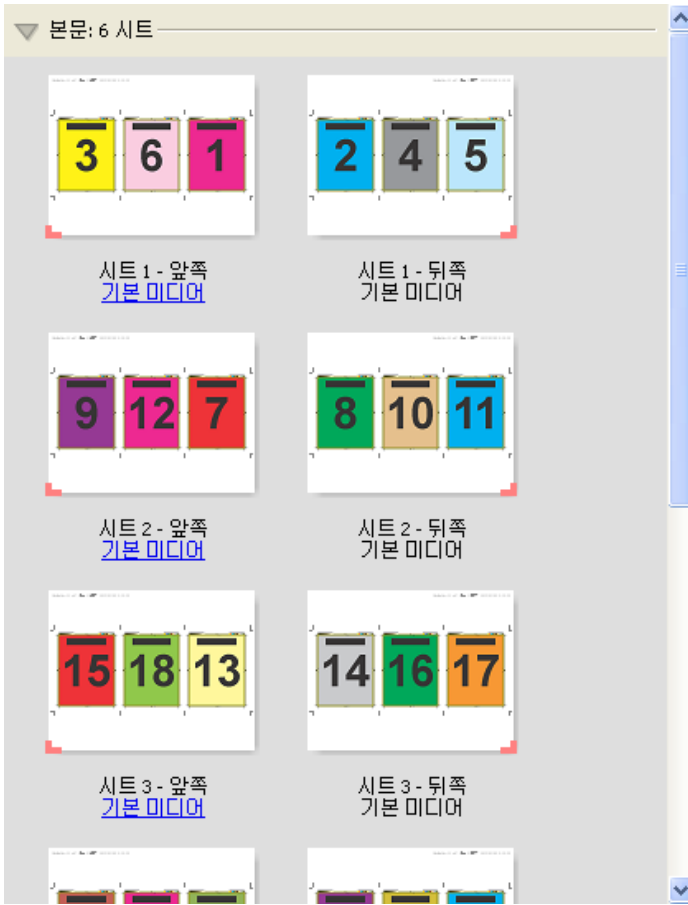 본문: 6 시트
3 6 1
2 4 5
시트 1 - 앞쪽
기본 미디어
시트 1 - 뒤쪽
기본 미디어
9 12 7
8 10 11
시트 2 - 앞쪽
기본 미디어
시트 2 - 뒤쪽
기본 미디어
15 18 13
14 16 17
시트 3 - 앞쪽
기본 미디어
시트 3 - 뒤쪽
기본 미디어